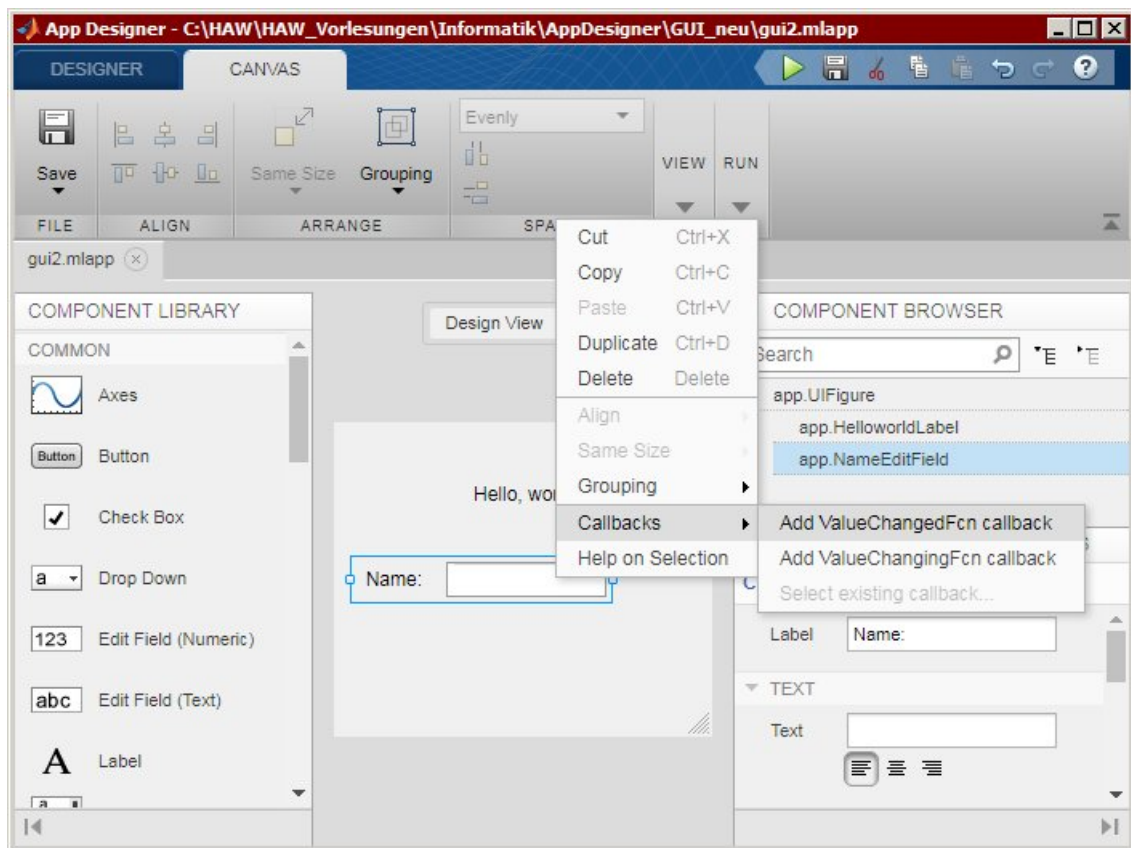 App Designer - C:\HAW\HAW_Vorlesungen\Informatik\AppDesigner\GUI_neu\gui2.mlapp
DESIGNER
CANVAS
Save
Same Size
Grouping
Evenly
VIEW
RUN
FILE
ALIGN
ARRANGE
SPA
gui2.mlapp
COMPONENT LIBRARY
COMMON
Axes
Button
Button
Check Box
a
Drop Down
123
Edit Field (Numeric)
abc
Edit Field (Text)
A
Label
a
Design View
Hello, wor
Name:
Cut Ctrl+X
Copy Ctrl+C
Paste Ctrl+V
Duplicate Ctrl+D
Delete Delete
Align
Same Size
Grouping
Callbacks
Help on Selection
Add ValueChangedFcn callback
Add ValueChangingFcn callback
Select existing callback...
COMPONENT BROWSER
Search
app.UIFigure
app.HelloworldLabel
app.NameEditField
Label
Name:
TEXT
Text